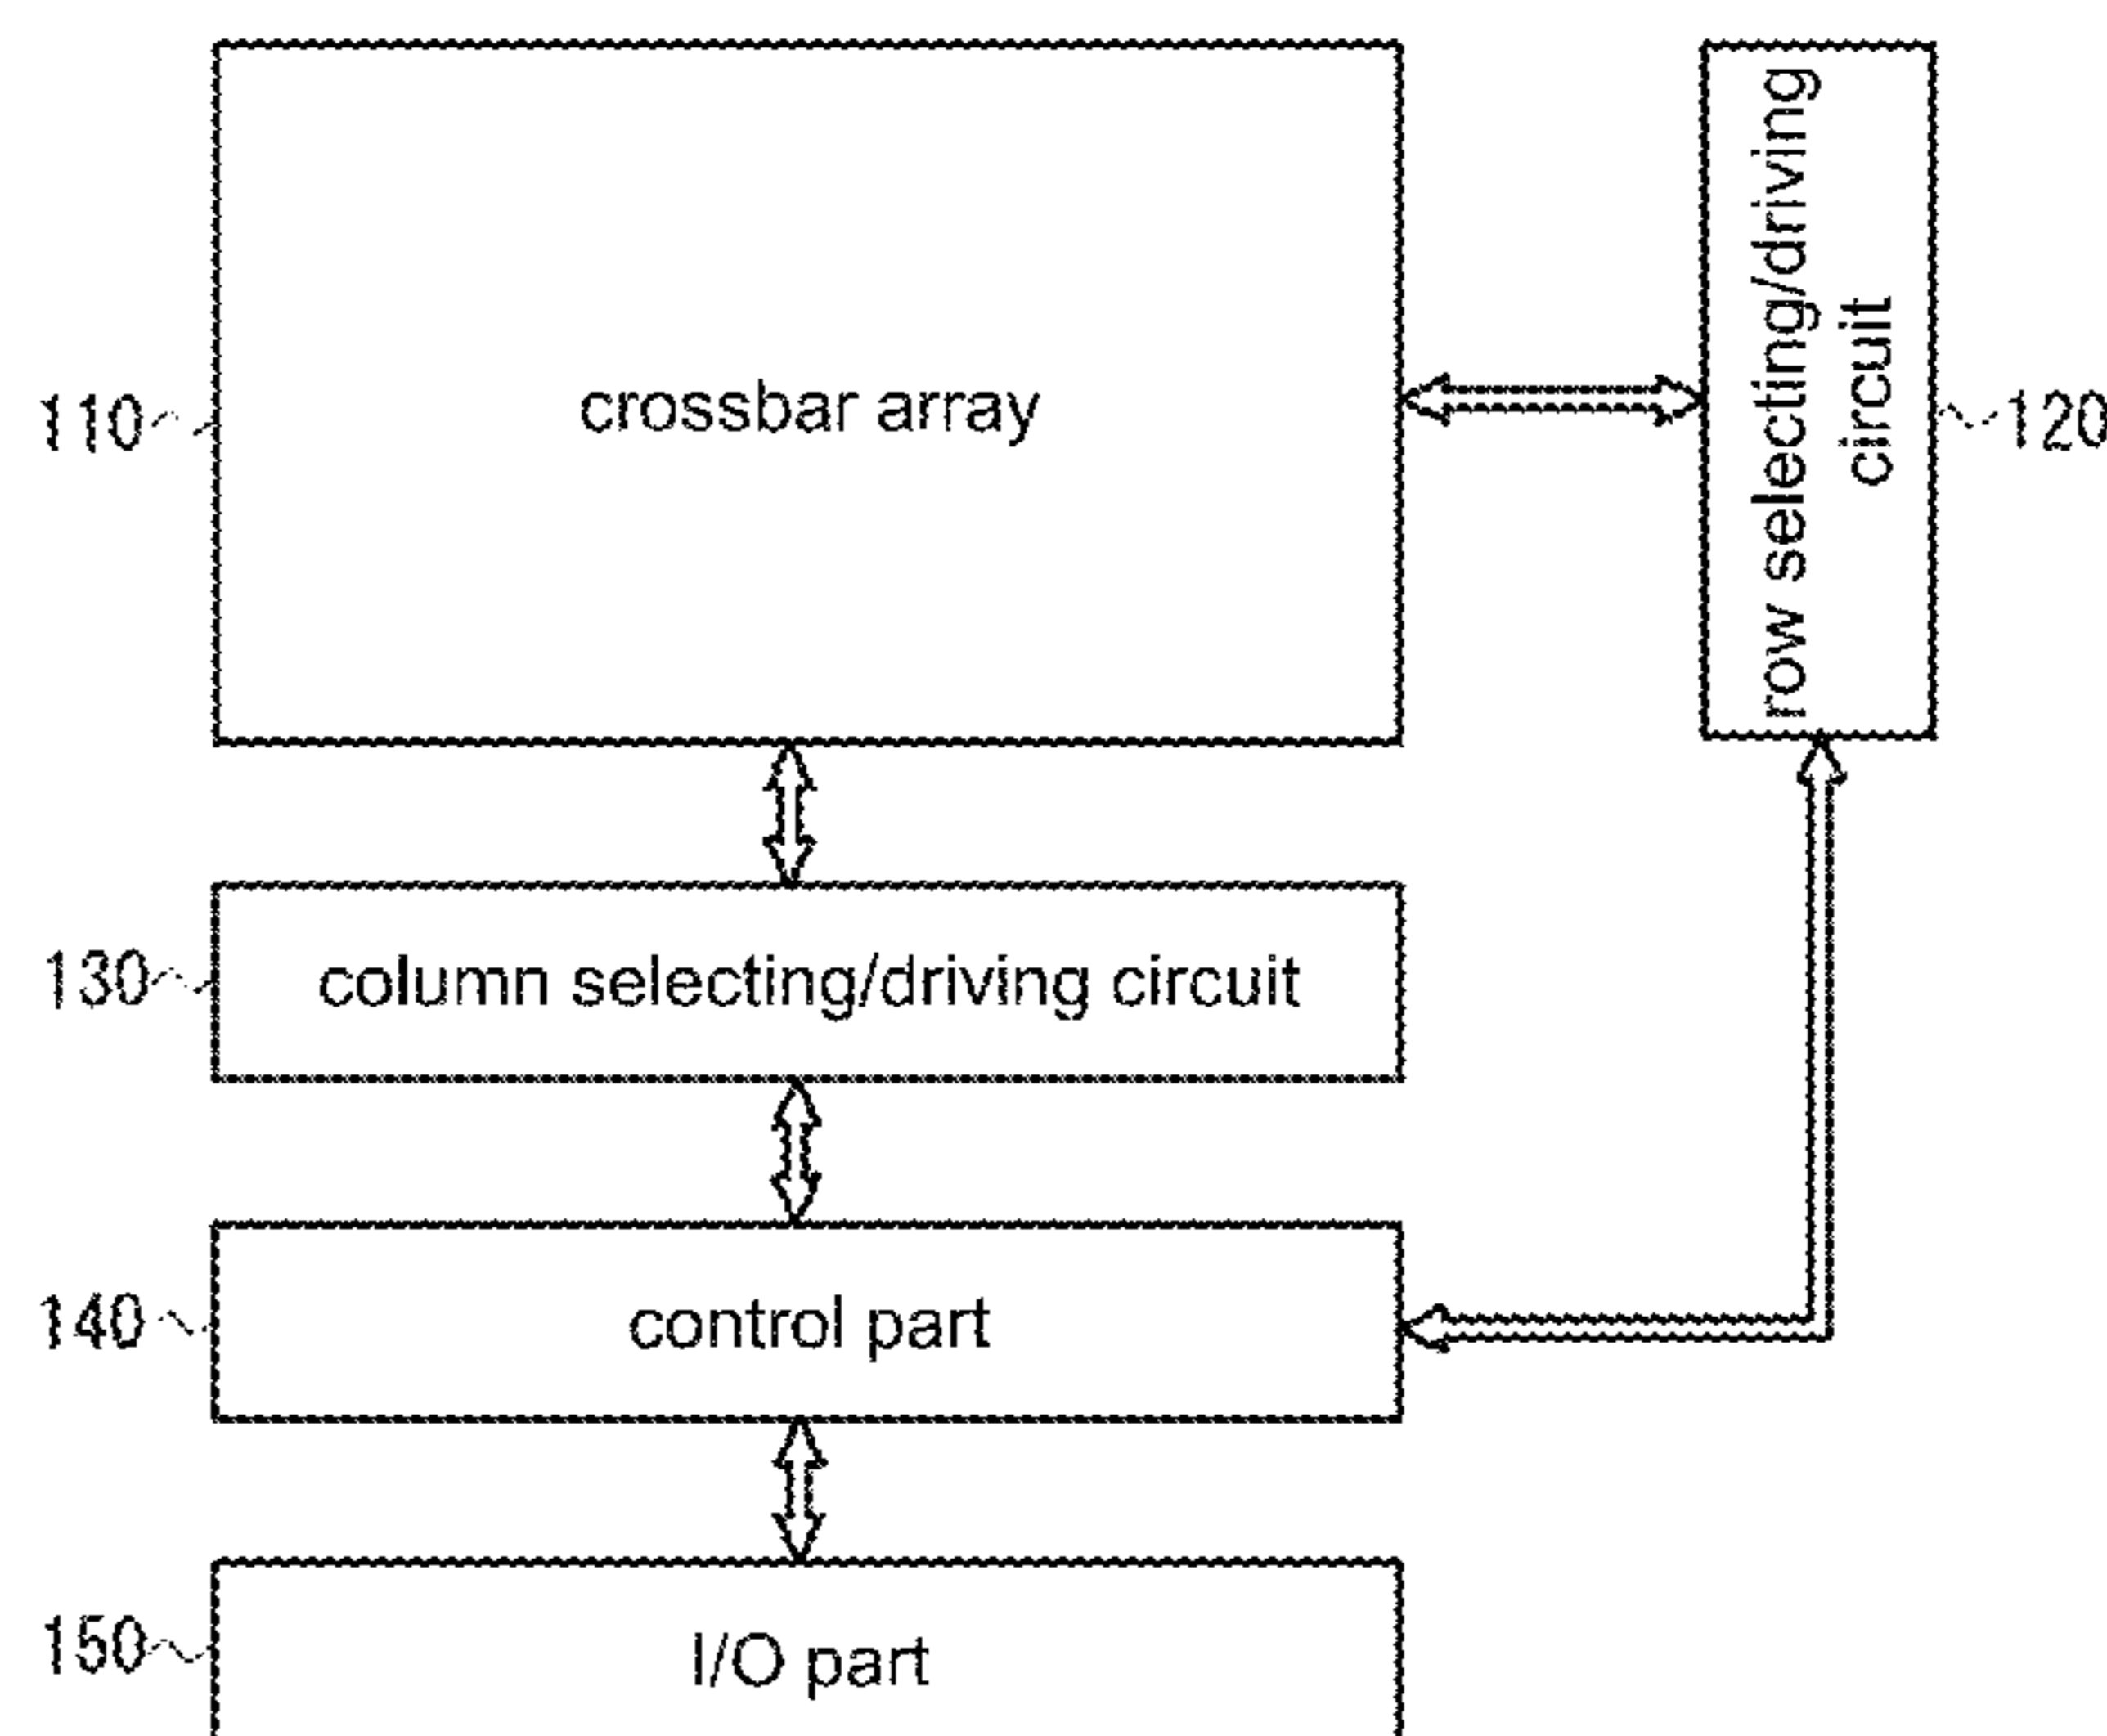 110
crossbar array
row selecting/driving
circuit
120
130
column selecting/driving circuit
140
control part
150
I/O part